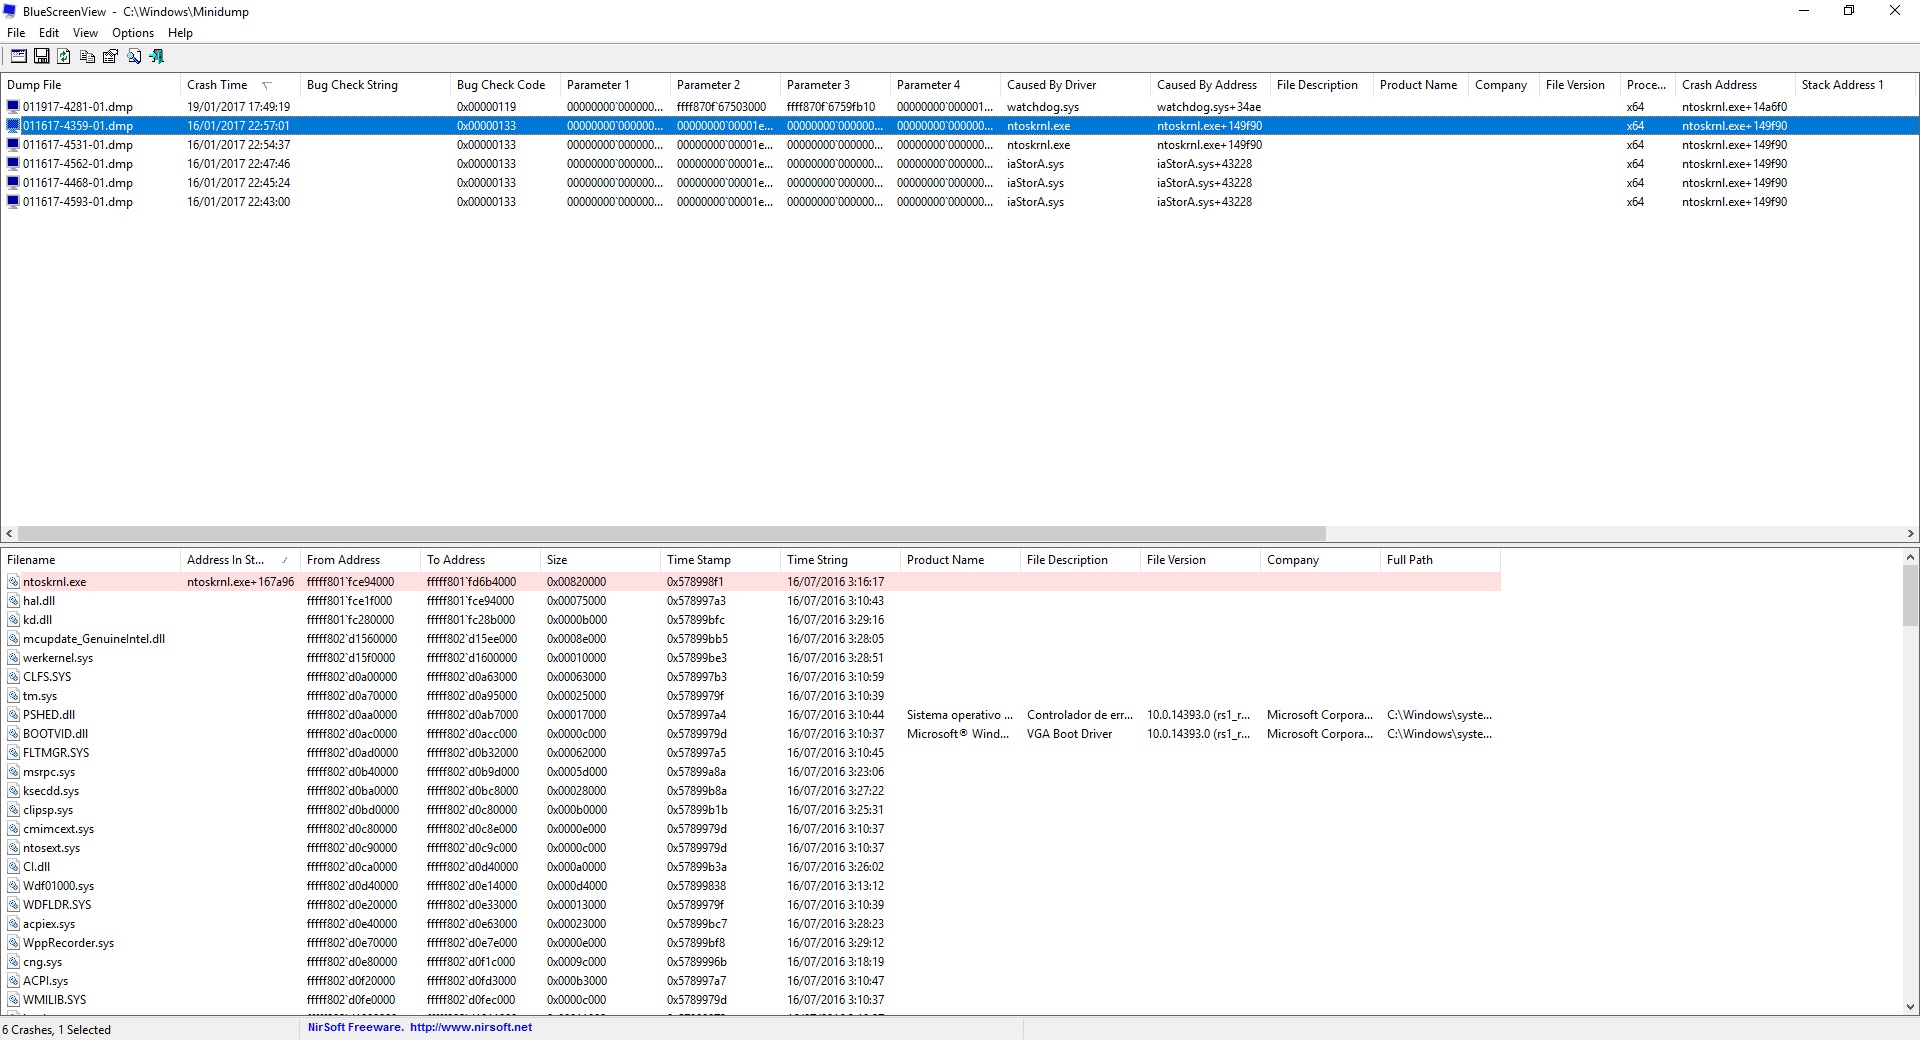 BlueScreenView - C:\Windows\Minidump
File Edit View Options Help
Dump File Crash Time Bug Check String Bug Check Code Parameter 1 Parameter 2 Parameter 3 Parameter 4 Caused By Driver Caused By Address File Description Product Name Company File Version Proce... Crash Address Stack Address 1
011917-4281-01.dmp 19/01/2017 17:49:19 0x00000119 00000000`000000... ffff870f`67503000 ffff870f`6759fb10 00000000`000001... watchdog.sys watchdog.sys+34ae x64 ntoskrnl.exe+14a6f0
011617-4359-01.dmp 16/01/2017 22:57:01 0x00000133 00000000`000000... 00000000`00001e... 00000000`000000... 00000000`000000... ntoskrnl.exe ntoskrnl.exe+149f90 x64 ntoskrnl.exe+149f90
011617-4531-01.dmp 16/01/2017 22:54:37 0x00000133 00000000`000000... 00000000`00001e... 00000000`000000... 00000000`000000... ntoskrnl.exe ntoskrnl.exe+149f90 x64 ntoskrnl.exe+149f90
011617-4562-01.dmp 16/01/2017 22:47:46 0x00000133 00000000`000000... 00000000`00001e... 00000000`000000... 00000000`000000... iaStorA.sys iaStorA.sys+43228 x64 ntoskrnl.exe+149f90
011617-4468-01.dmp 16/01/2017 22:45:24 0x00000133 00000000`000000... 00000000`00001e... 00000000`000000... 00000000`000000... iaStorA.sys iaStorA.sys+43228 x64 ntoskrnl.exe+149f90
011617-4593-01.dmp 16/01/2017 22:43:00 0x00000133 00000000`000000... 00000000`00001e... 00000000`000000... 00000000`000000... iaStorA.sys iaStorA.sys+43228 x64 ntoskrnl.exe+149f90
Filename Address In St... From Address To Address Size Time Stamp Time String Product Name File Description File Version Company Full Path
ntoskrnl.exe ntoskrnl.exe+167a96 fffff801`fce94000 fffff801`fd6b4000 0x00820000 0x578998f1 16/07/2016 3:16:17
hal.dll fffff801`fce1f000 fffff801`fce94000 0x00075000 0x578997a3 16/07/2016 3:10:43
kd.dll fffff801`fc280000 fffff801`fc28b000 0x0000b000 0x57899bfc 16/07/2016 3:29:16
mcupdate_GenuineIntel.dll fffff802`d1560000 fffff802`d15ee000 0x0008e000 0x57899bb5 16/07/2016 3:28:05
werkernel.sys fffff802`d15f0000 fffff802`d1600000 0x00010000 0x57899be3 16/07/2016 3:28:51
CLFS.SYS fffff802`d0a00000 fffff802`d0a63000 0x00063000 0x578997b3 16/07/2016 3:10:59
tm.sys fffff802`d0a70000 fffff802`d0a95000 0x00025000 0x5789979f 16/07/2016 3:10:39
PSHED.dll fffff802`d0aa0000 fffff802`d0ab7000 0x00017000 0x578997a4 16/07/2016 3:10:44 Sistema operativo ... Controlador de err... 10.0.14393.0 (rs1_r... Microsoft Corpora... C:\Windows\syste...
BOOTVID.dll fffff802`d0ac0000 fffff802`d0acc000 0x0000c000 0x5789979d 16/07/2016 3:10:37 Microsoft® Wind... VGA Boot Driver 10.0.14393.0 (rs1_r... Microsoft Corpora... C:\Windows\syste...
FLTMGR.SYS fffff802`d0ad0000 fffff802`d0b32000 0x00062000 0x578997a5 16/07/2016 3:10:45
msrpc.sys fffff802`d0b40000 fffff802`d0b9d000 0x0005d000 0x57899a8a 16/07/2016 3:23:06
ksecdd.sys fffff802`d0ba0000 fffff802`d0bc8000 0x00028000 0x57899b8a 16/07/2016 3:27:22
clipsp.sys fffff802`d0bd0000 fffff802`d0c80000 0x000b0000 0x57899b1b 16/07/2016 3:25:31
cmimcext.sys fffff802`d0c80000 fffff802`d0c8e000 0x0000e000 0x5789979d 16/07/2016 3:10:37
ntosext.sys fffff802`d0c90000 fffff802`d0c9c000 0x0000c000 0x5789979d 16/07/2016 3:10:37
CI.dll fffff802`d0ca0000 fffff802`d0d40000 0x000a0000 0x57899b3a 16/07/2016 3:26:02
Wdf01000.sys fffff802`d0d40000 fffff802`d0e14000 0x000d4000 0x57899838 16/07/2016 3:13:12
WDFLDR.SYS fffff802`d0e20000 fffff802`d0e33000 0x00013000 0x5789979f 16/07/2016 3:10:39
acpiex.sys fffff802`d0e40000 fffff802`d0e63000 0x00023000 0x57899bc7 16/07/2016 3:28:23
WppRecorder.sys fffff802`d0e70000 fffff802`d0e7e000 0x0000e000 0x57899bf8 16/07/2016 3:29:12
cng.sys fffff802`d0e80000 fffff802`d0f1c000 0x0009c000 0x5789996b 16/07/2016 3:18:19
ACPI.sys fffff802`d0f20000 fffff802`d0fd3000 0x000b3000 0x578997a7 16/07/2016 3:10:47
WMILIB.SYS fffff802`d0fe0000 fffff802`d0fec000 0x0000c000 0x5789979d 16/07/2016 3:10:37
6 Crashes, 1 Selected NirSoft Freeware. http://www.nirsoft.net